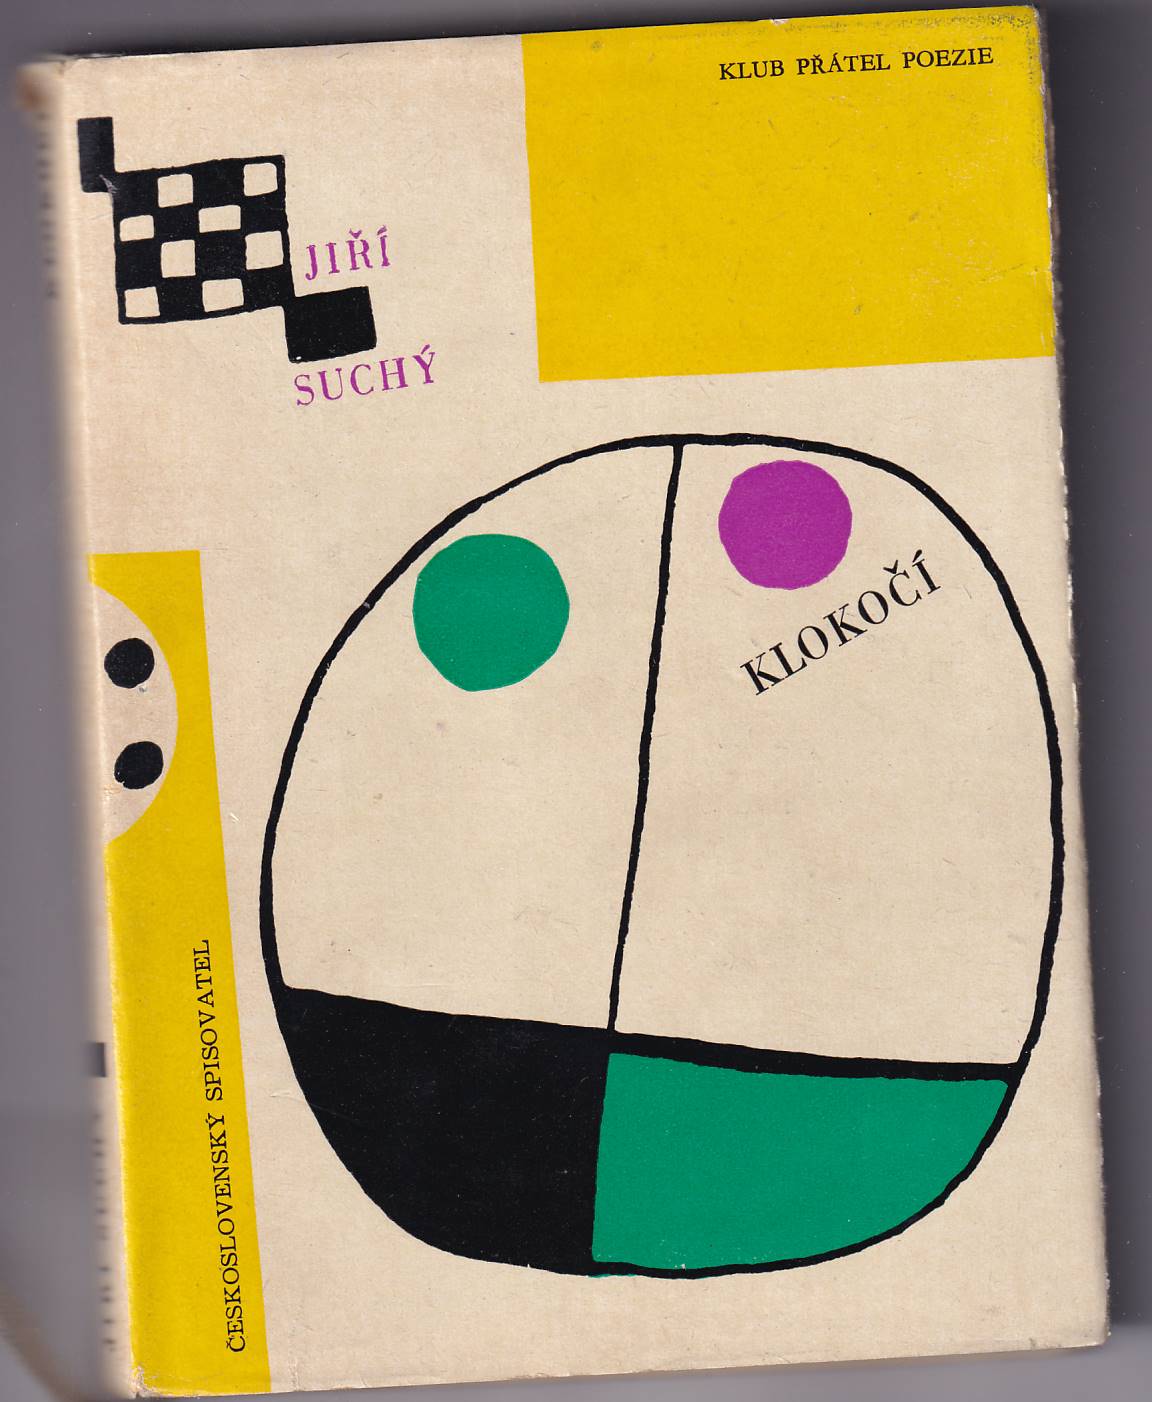 KLUB PŘÁTEL POEZIE
JIŘÍ
SUCHÝ
KLOKOČÍ
ČESKOSLOVENSKÝ SPISOVATEL